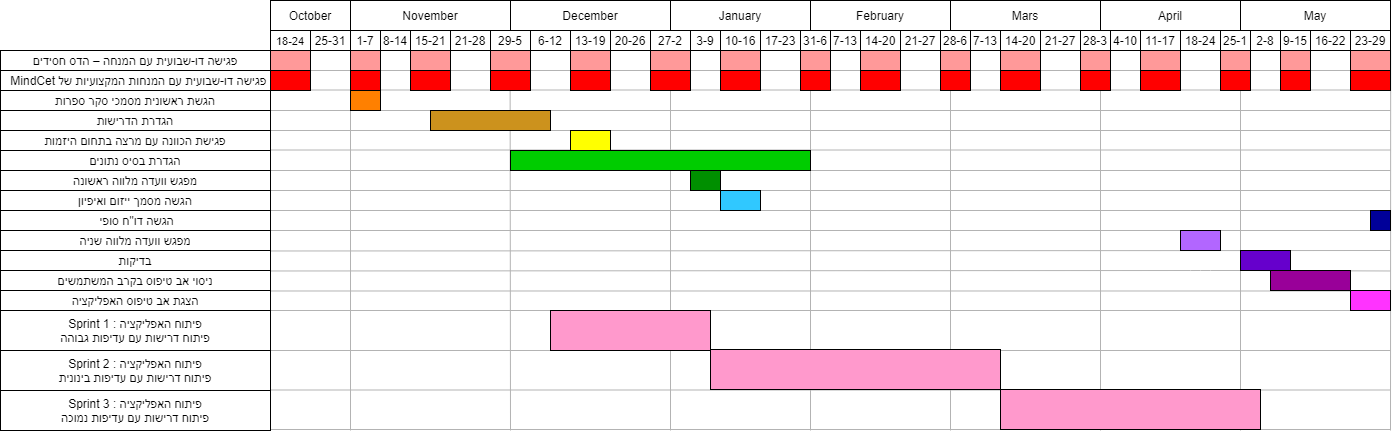 October November December January February Mars April May
18-24 25-31 1-7 8-14 15-21 21-28 29-5 6-12 13-19 20-26 27-2 3-9 10-16 17-23 31-6 7-13 14-20 21-27 28-6 7-13 14-20 21-27 28-3 4-10 11-17 18-24 25-1 2-8 9-15 16-22 23-29
פגישה דו-שבועית עם המנחה – הדס חסידים
פגישה דו-שבועית עם המנחות המקצועיות של MindCet
הגשת ראשונית מסמכי סקר ספרות
הגדרת הדרישות
פגישת הכוונה עם מרצה בתחום היזמות
הגדרת בסיס נתונים
מפגש וועדה מלווה ראשונה
הגשה מסמך ייזום ואיפיון
הגשה דו"ח סופי
מפגש וועדה מלווה שניה
בדיקות
ניסוי אב טיפוס בקרב המשתמשים
הצגת אב טיפוס האפליקציה
פיתוח האפליקציה : Sprint 1
פיתוח דרישות עם עדיפות גבוהה
פיתוח האפליקציה : Sprint 2
פיתוח דרישות עם עדיפות בינונית
פיתוח האפליקציה : Sprint 3
פיתוח דרישות עם עדיפות נמוכה